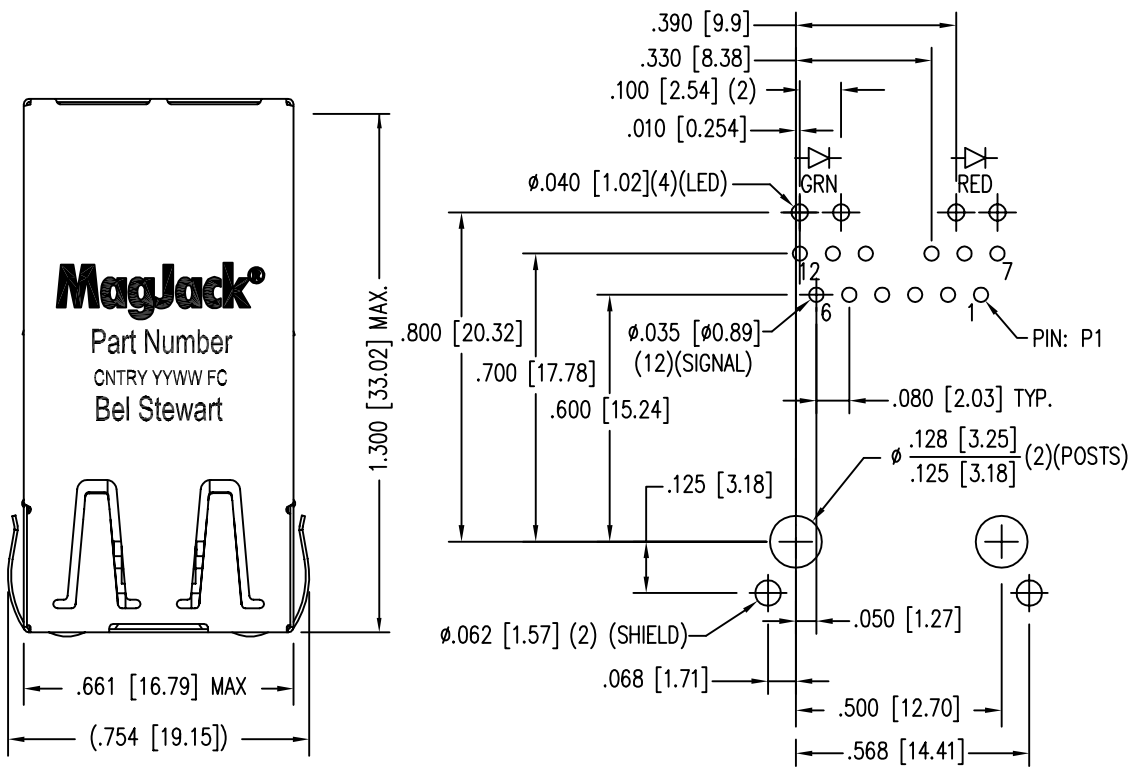 MagJack®
Part Number
CNTRY YYWW FC
Bel Stewart
1.300 [33.02] MAX.
.661 [16.79] MAX
(.754 [19.15])
.390 [9.9]
.330 [8.38]
.100 [2.54] (2)
.010 [0.254]
GRN
RED
ø.040 [1.02](4)(LED)
12
7
6
1
.800 [20.32]
ø.035 [ø0.89]
(12)(SIGNAL)
PIN: P1
.700 [17.78]
.600 [15.24]
.080 [2.03] TYP.
ø .128 [3.25]
.125 [3.18] (2)(POSTS)
.125 [3.18]
ø.062 [1.57] (2) (SHIELD)
.050 [1.27]
.068 [1.71]
.500 [12.70]
.568 [14.41]